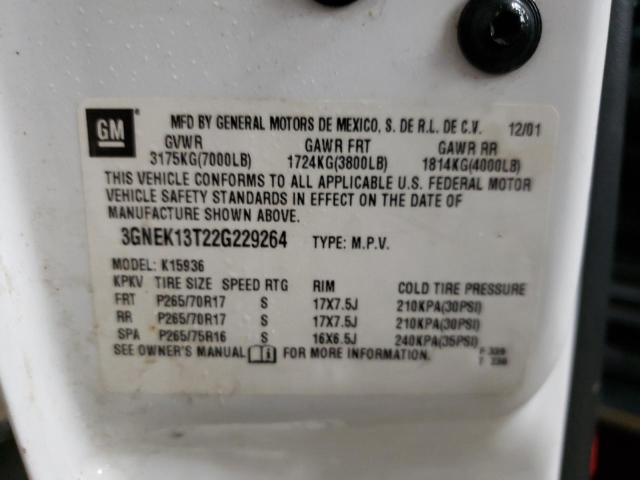 GM
MFD BY GENERAL MOTORS DE MEXICO, S. DE R.L. DE C.V. 12/01
GVWR GAWR FRT GAWR RR
3175KG(7000LB) 1724KG(3800LB) 1814KG(4000LB)
THIS VEHICLE CONFORMS TO ALL APPLICABLE U.S. FEDERAL MOTOR
VEHICLE SAFETY STANDARDS IN EFFECT ON THE DATE OF
MANUFACTURE SHOWN ABOVE.
3GNEK13T22G229264 TYPE: M.P.V.
MODEL: K15936
KPKV TIRE SIZE SPEED RTG RIM COLD TIRE PRESSURE
FRT P265/70R17 S 17X7.5J 210KPA(30PSI)
RR P265/70R17 S 17X7.5J 210KPA(30PSI)
SPA P265/75R16 S 16X6.5J 240KPA(35PSI)
SEE OWNER'S MANUAL FOR MORE INFORMATION.